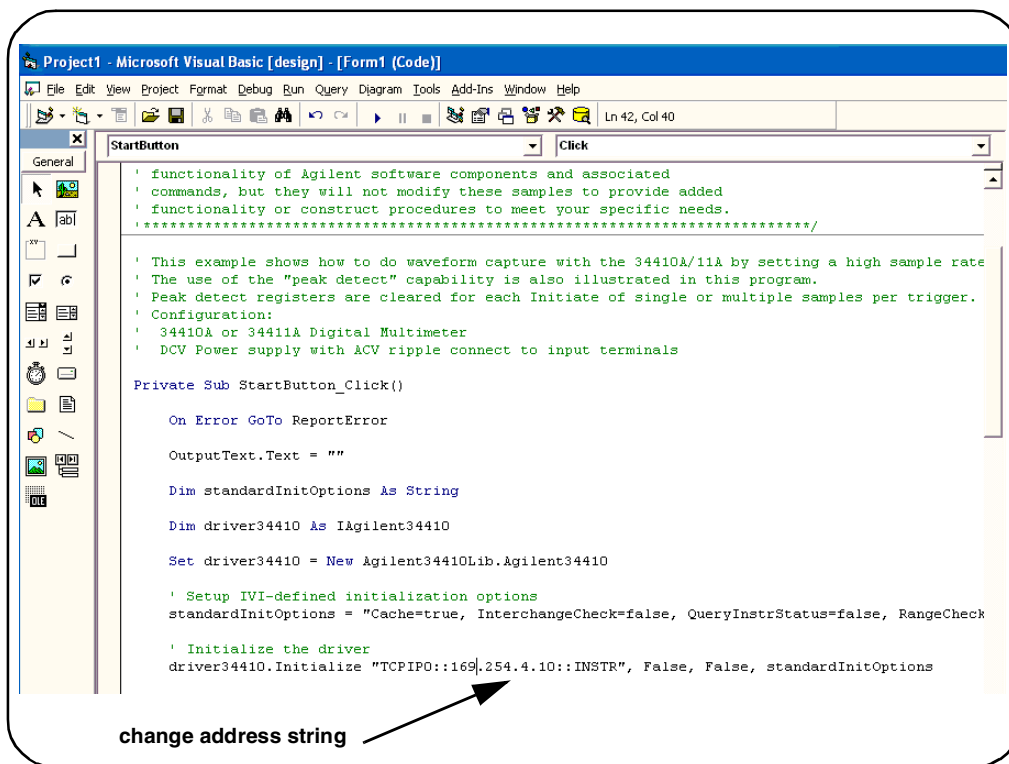 Project1 - Microsoft Visual Basic [design] - [Form1 (Code)]
File Edit View Project Format Debug Run Query Diagram Tools Add-Ins Window Help
Ln 42, Col 40
General
StartButton
Click
' functionality of Agilent software components and associated
' commands, but they will not modify these samples to provide added
' functionality or construct procedures to meet your specific needs.
'****************************************************************************/
' This example shows how to do waveform capture with the 34410A/11A by setting a high sample rate
' The use of the "peak detect" capability is also illustrated in this program.
' Peak detect registers are cleared for each Initiate of single or multiple samples per trigger.
' Configuration:
'  34410A or 34411A Digital Multimeter
'  DCV Power supply with ACV ripple connect to input terminals
Private Sub StartButton_Click()
On Error GoTo ReportError
OutputText.Text = ""
Dim standardInitOptions As String
Dim driver34410 As IAgilent34410
Set driver34410 = New Agilent34410Lib.Agilent34410
' Setup IVI-defined initialization options
standardInitOptions = "Cache=true, InterchangeCheck=false, QueryInstrStatus=false, RangeCheck
' Initialize the driver
driver34410.Initialize "TCPIP0::169.254.4.10::INSTR", False, False, standardInitOptions
A
ab
XY
OLE
change address string